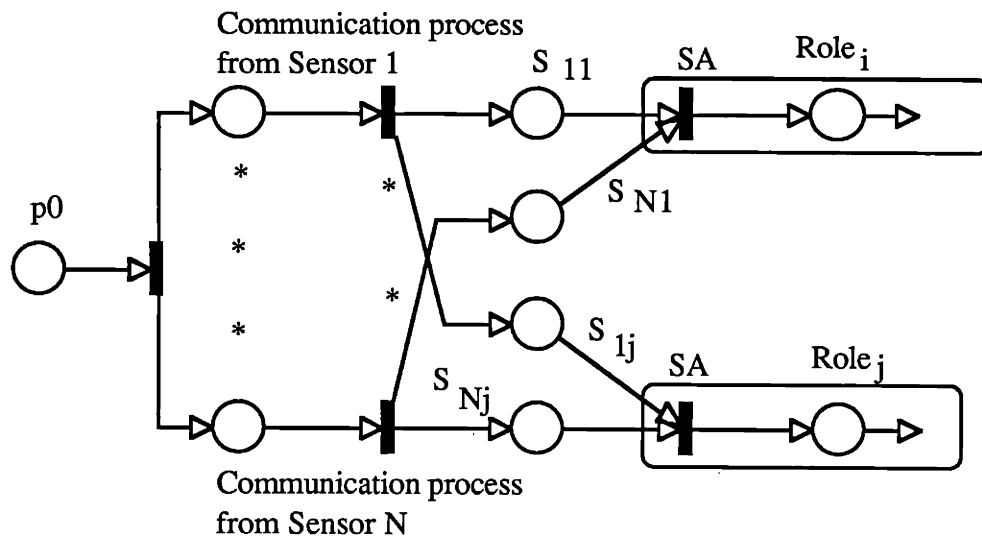 Communication process
from Sensor 1
S 11
SA
Role i
*
*
S N1
p0
*
*
*
S 1j
SA
Role j
S Nj
Communication process
from Sensor N